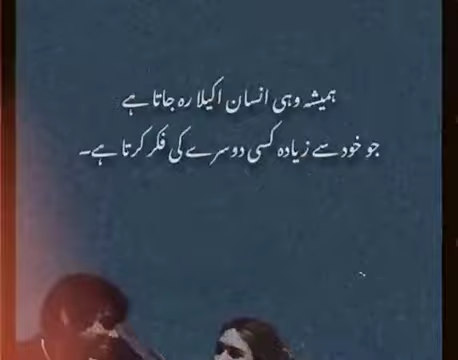 ہمیشہ وہی انسان اکیلا رہ جاتا ہے
جو خود سے زیادہ کسی دوسرے کی فکر کرتا ہے۔